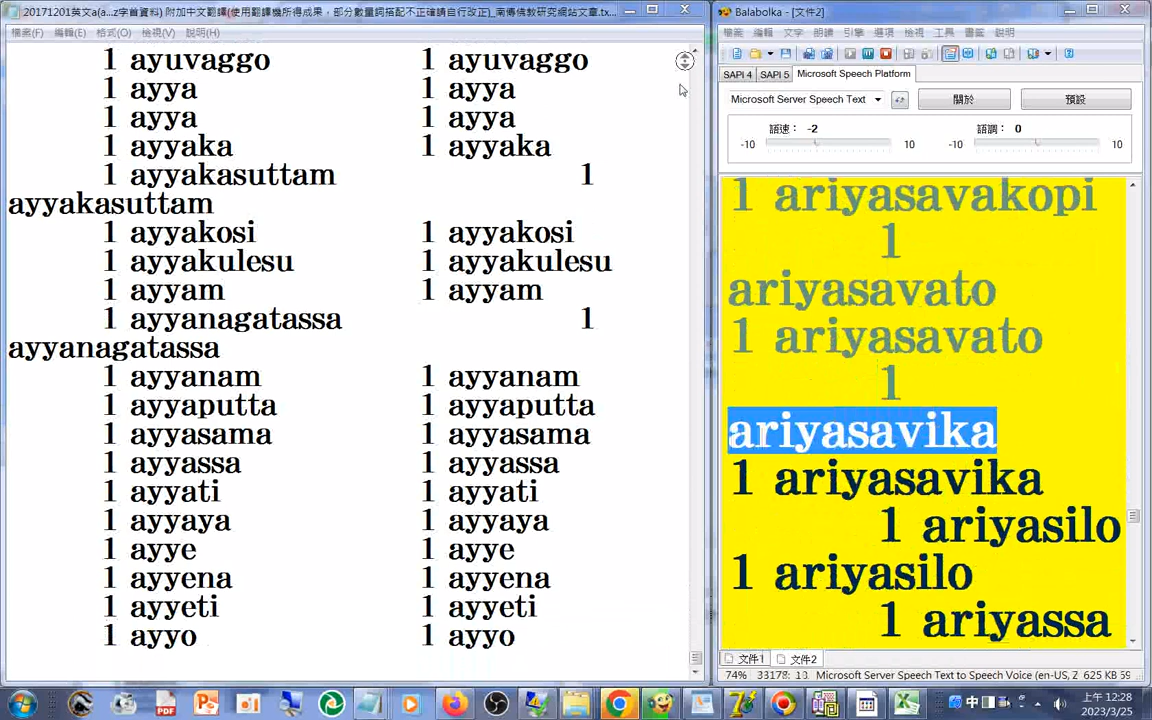 20171201英文a(a...z字首資料) 附加中文翻譯(使用翻譯機所得成果，部分數量詞搭配不正確請自行改正)_南傳佛教研究網站文章.tx...
檔案(F) 編輯(E) 格式(O) 檢視(V) 說明(H)
1 ayuvaggo 1 ayuvaggo
1 ayya 1 ayya
1 ayya 1 ayya
1 ayyaka 1 ayyaka
1 ayyakasuttam 1
ayyakasuttam
1 ayyakosi 1 ayyakosi
1 ayyakulesu 1 ayyakulesu
1 ayyam 1 ayyam
1 ayyanagatassa 1
ayyanagatassa
1 ayyanam 1 ayyanam
1 ayyaputta 1 ayyaputta
1 ayyasama 1 ayyasama
1 ayyassa 1 ayyassa
1 ayyati 1 ayyati
1 ayyaya 1 ayyaya
1 ayye 1 ayye
1 ayyena 1 ayyena
1 ayyeti 1 ayyeti
1 ayyo 1 ayyo
Balabolka - [文件2]
檔案 編輯 文字 朗讀 引擎 選項 檢視 工具 書籤 說明
SAPI 4 SAPI 5 Microsoft Speech Platform
Microsoft Server Speech Text 關於 預設
語速： -2 語調： 0
-10 10 -10 10
1 ariyasavakopi
1
ariyasavato
1 ariyasavato
1
ariyasavika
1 ariyasavika
1 ariyasilo
1 ariyasilo
1 ariyassa
文件1 文件2
74% 33178: 13 Microsoft Server Speech Text to Speech Voice (en-US, Z 625 KB 59
中
上午 12:28
2023/3/25